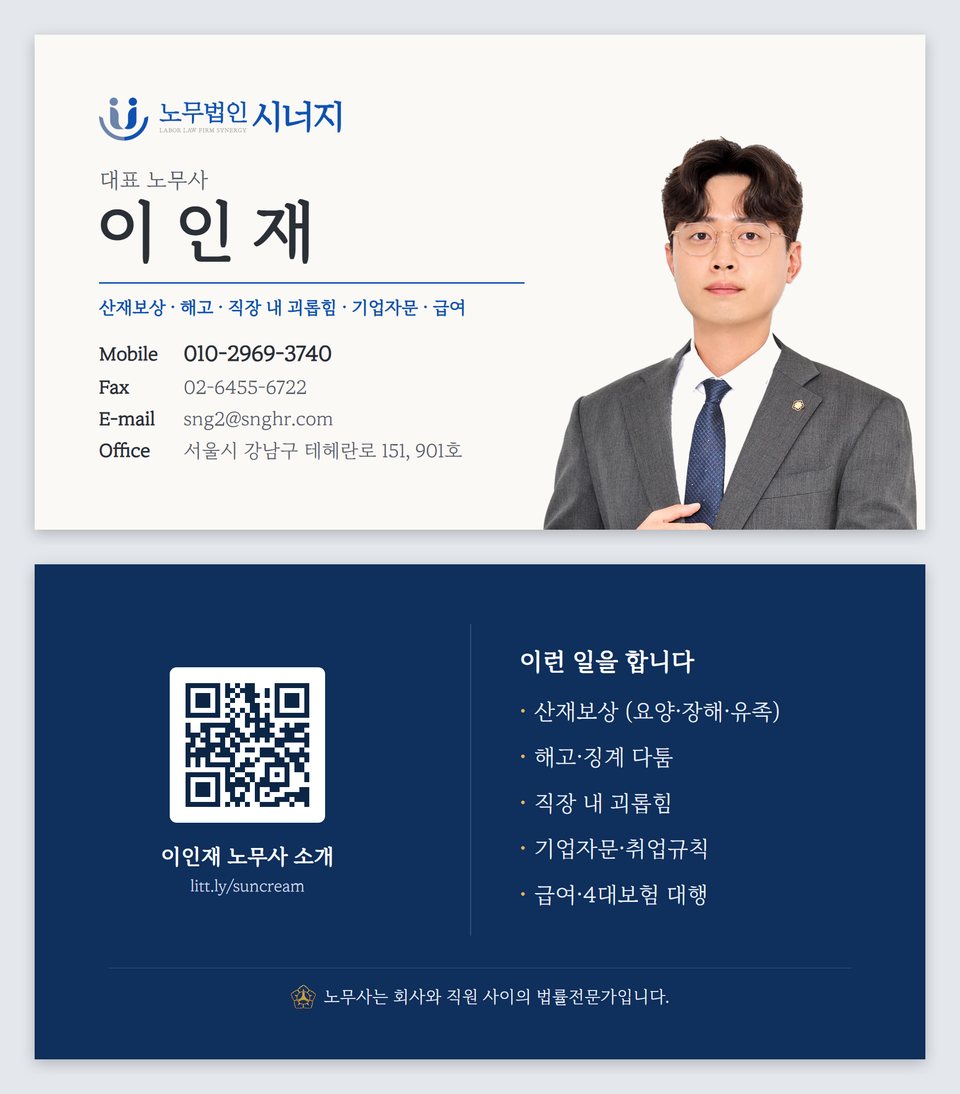 노무법인 시너지
LABOR LAW FIRM SYNERGY
대표 노무사
이인재
산재보상 · 해고 · 직장 내 괴롭힘 · 기업자문 · 급여
Mobile 010-2969-3740
Fax 02-6455-6722
E-mail sng2@snghr.com
Office 서울시 강남구 테헤란로 151, 901호
이런 일을 합니다
· 산재보상 (요양·장해·유족)
· 해고·징계 다툼
· 직장 내 괴롭힘
· 기업자문·취업규칙
· 급여·4대보험 대행
이인재 노무사 소개
litt.ly/suncream
노무사는 회사와 직원 사이의 법률전문가입니다.